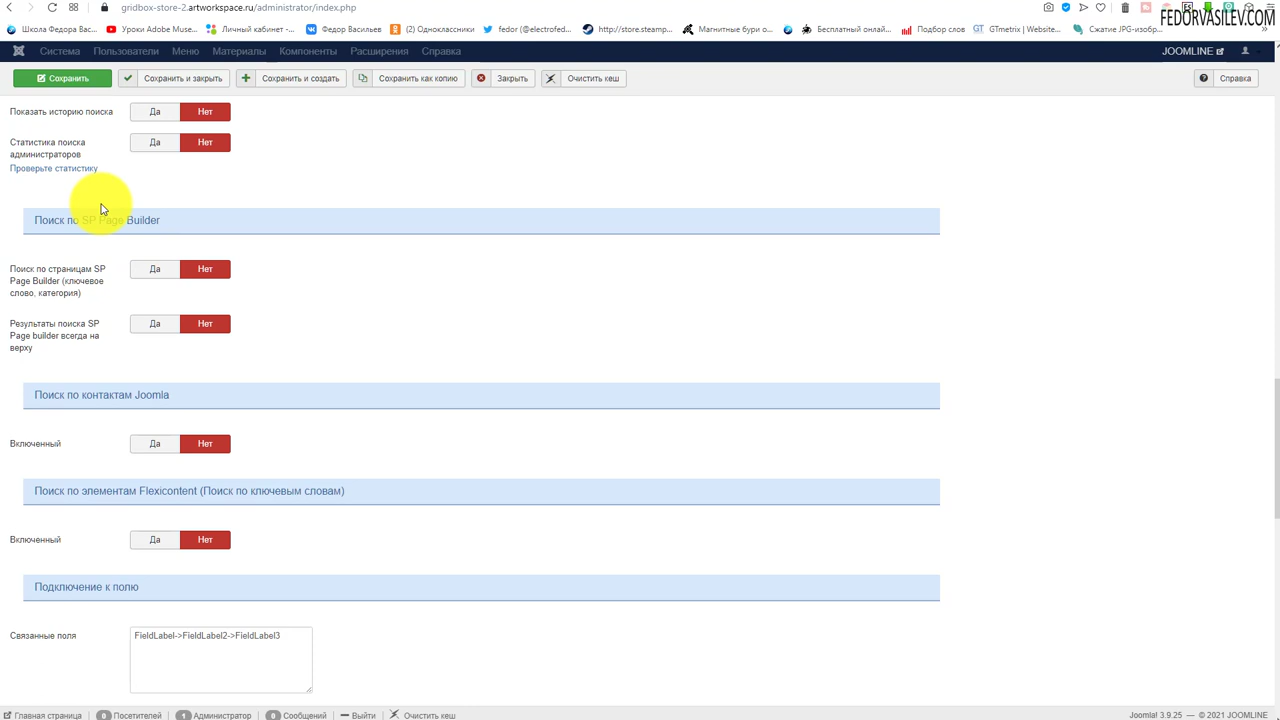 gridbox-store-2.artworkspace.ru/administrator/index.php
FEDORVASILEV.COM
Школа Федора Вас... Уроки Adobe Muse... Личный кабинет -... Федор Васильев Одноклассники fedor (@electrofed... http://store.steamp... Магнитные бури о... Бесплатный онлай... Подбор слов GTmetrix | Website... Сжатие JPG-изобр... »
Система Пользователи Меню Материалы Компоненты Расширения Справка JOOMLINE
Сохранить Сохранить и закрыть Сохранить и создать Сохранить как копию Закрыть Очистить кеш Справка
Показать историю поиска Да Нет
Статистика поиска
администраторов Да Нет
Проверьте статистику
Поиск по SP Page Builder
Поиск по страницам SP Да Нет
Page Builder (ключевое
слово, категория)
Результаты поиска SP Да Нет
Page builder всегда на
верху
Поиск по контактам Joomla
Включенный Да Нет
Поиск по элементам Flexicontent (Поиск по ключевым словам)
Включенный Да Нет
Подключение к полю
Связанные поля FieldLabel->FieldLabel2->FieldLabel3
Главная страница 0 Посетителей 1 Администратор 0 Сообщений Выйти Очистить кеш Joomla! 3.9.25 — © 2021 JOOMLINE